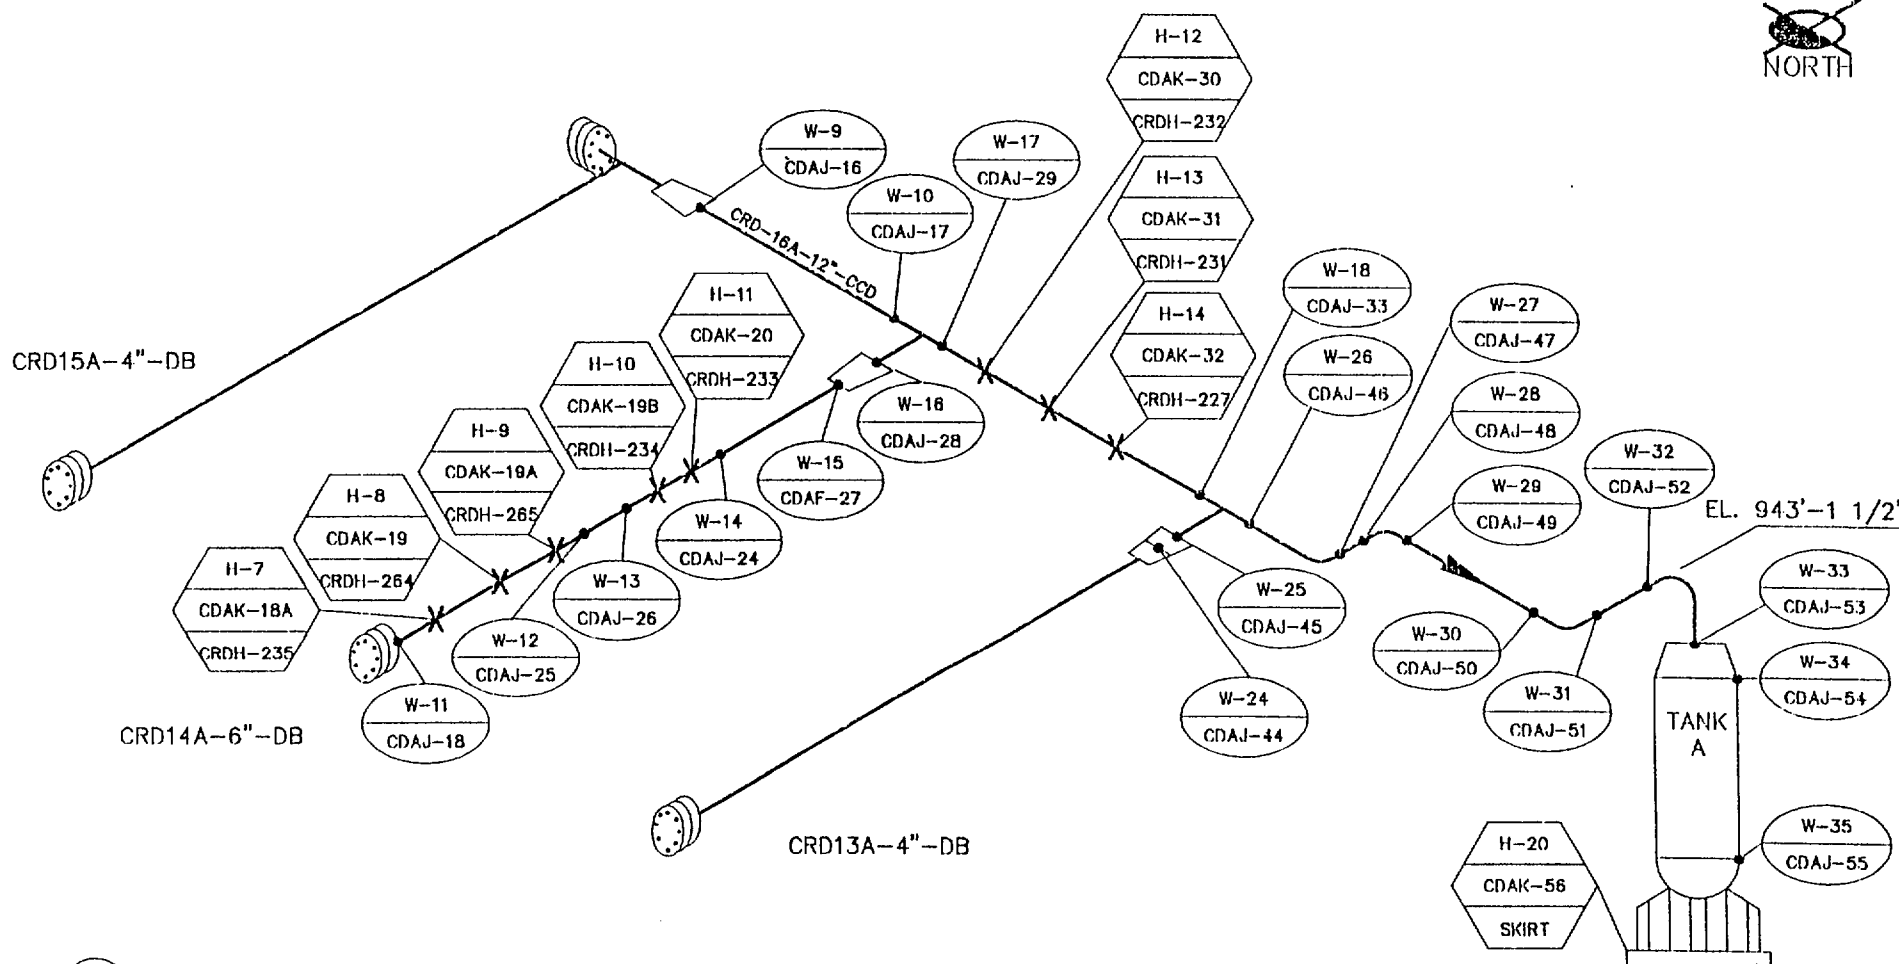 NORTH
H-12
CDAK-30
CRDH-232
W-9
CDAJ-16
W-17
CDAJ-29
W-10
CDAJ-17
H-13
CDAK-31
CRDH-231
CRD-16A-12"-CCD
W-18
CDAJ-33
H-11
CDAK-20
CRDH-233
H-14
CDAK-32
CRDH-227
W-27
CDAJ-47
W-26
CDAJ-46
CRD15A-4"-DB
H-10
CDAK-19B
CRDH-234
W-16
CDAJ-28
W-28
CDAJ-48
H-9
CDAK-19A
CRDH-265
W-15
CDAF-27
W-32
CDAJ-52
W-29
CDAJ-49
EL. 943'-1 1/2"
H-8
CDAK-19
CRDH-264
W-14
CDAJ-24
H-7
CDAK-18A
CRDH-235
W-13
CDAJ-26
W-25
CDAJ-45
W-33
CDAJ-53
W-12
CDAJ-25
W-30
CDAJ-50
W-34
CDAJ-54
W-11
CDAJ-18
W-24
CDAJ-44
W-31
CDAJ-51
TANK
A
CRD14A-6"-DB
CRD13A-4"-DB
W-35
CDAJ-55
H-20
CDAK-56
SKIRT